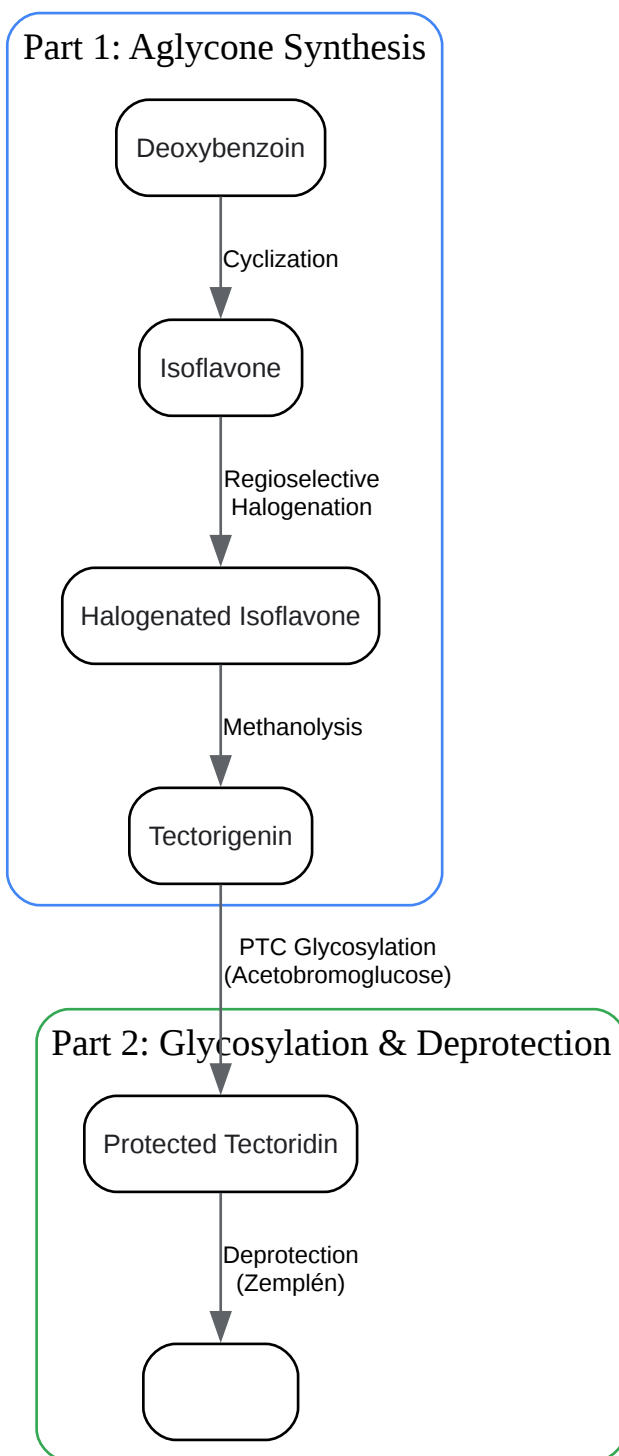 Part 1: Aglycone Synthesis
Deoxybenzoin
Cyclization
Isoflavone
Regioselective
Halogenation
Halogenated Isoflavone
Methanolysis
Tectorigenin
PTC Glycosylation
(Acetobromoglucose)
Part 2: Glycosylation & Deprotection
Protected Tectoridin
Deprotection
(Zemplén)